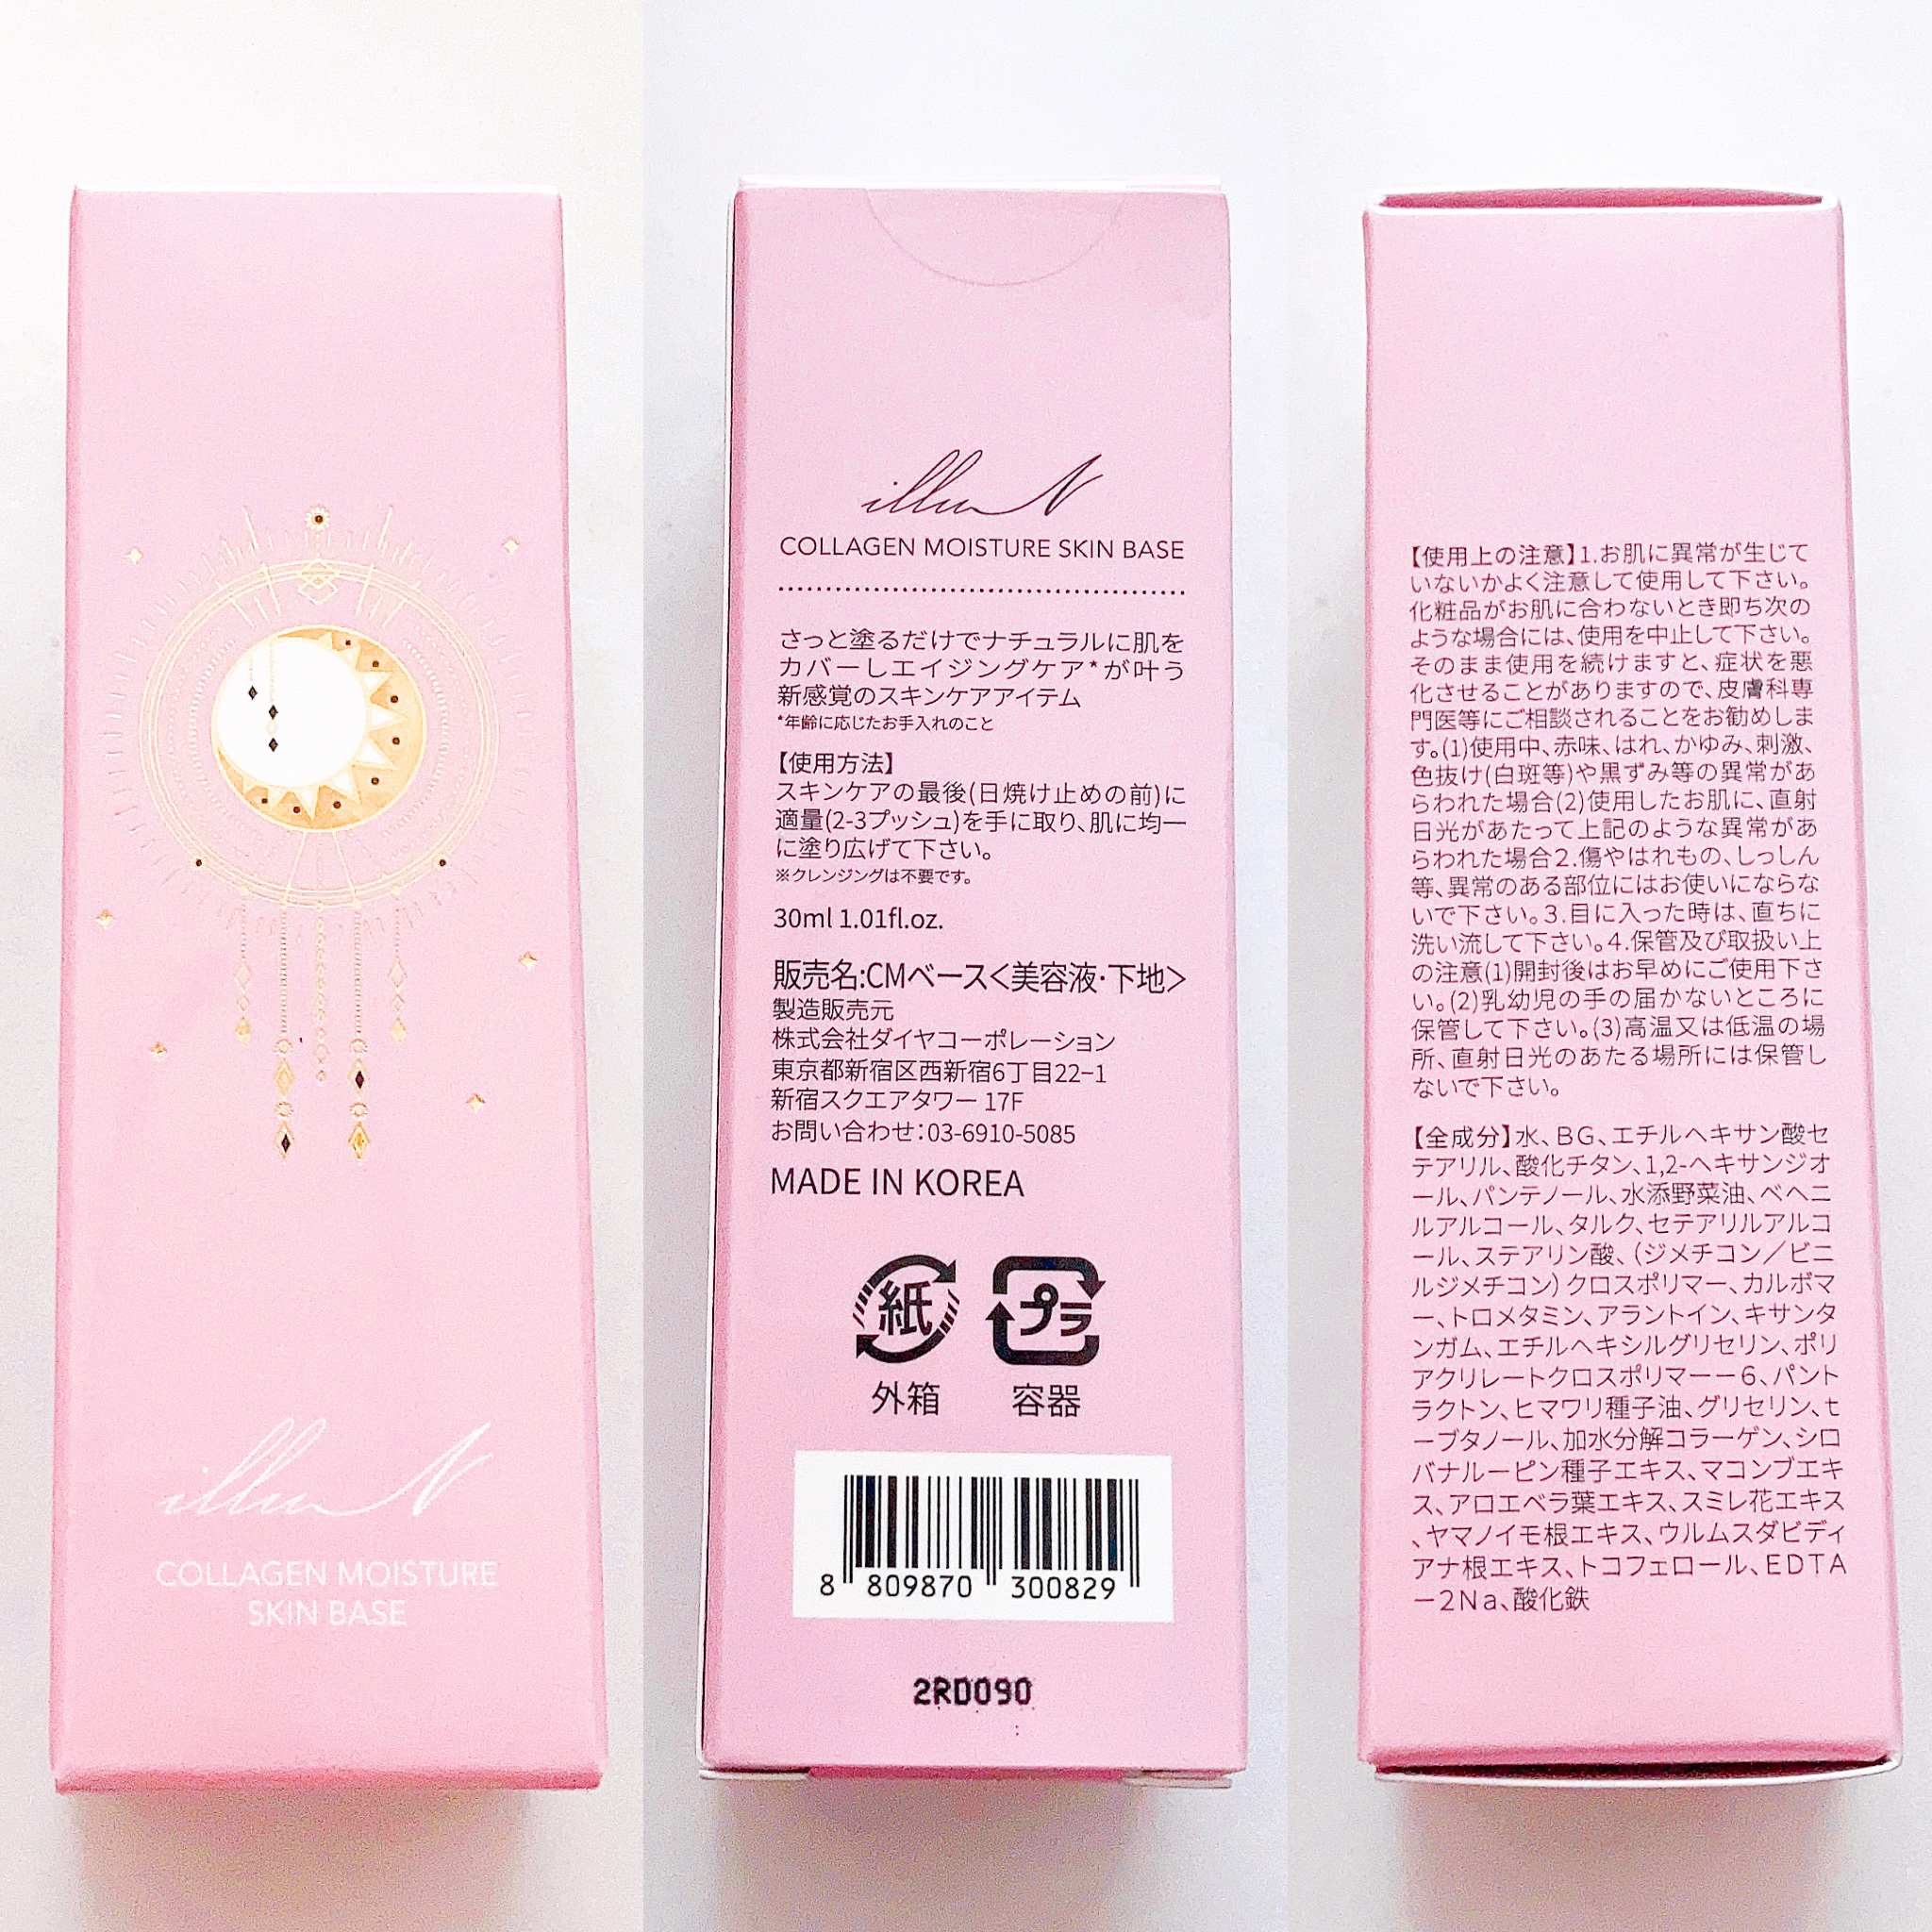 illuN
COLLAGEN MOISTURE
SKIN BASE
illuN
COLLAGEN MOISTURE SKIN BASE
さっと塗るだけでナチュラルに肌を
カバーしエイジングケア*が叶う
新感覚のスキンケアアイテム
*年齢に応じたお手入れのこと
【使用方法】
スキンケアの最後(日焼け止めの前)に
適量(2-3プッシュ)を手に取り、肌に均一
に塗り広げて下さい。
※クレンジングは不要です。
30ml 1.01fl.oz.
販売名:CMベース<美容液・下地>
製造販売元
株式会社ダイヤコーポレーション
東京都新宿区西新宿6丁目22−1
新宿スクエアタワー 17F
お問い合わせ:03-6910-5085
MADE IN KOREA
紙 プラ
外箱 容器
8 809870 300829
2RD090
【使用上の注意】1.お肌に異常が生じて
いないかよく注意して使用して下さい。
化粧品がお肌に合わないとき即ち次の
ような場合には、使用を中止して下さい。
そのまま使用を続けますと、症状を悪
化させることがありますので、皮膚科専
門医等にご相談されることをお勧めしま
す。(1)使用中、赤味、はれ、かゆみ、刺激、
色抜け(白斑等)や黒ずみ等の異常があ
らわれた場合(2)使用したお肌に、直射
日光があたって上記のような異常があ
らわれた場合2.傷やはれもの、しっしん
等、異常のある部位にはお使いにならな
いで下さい。3.目に入った時は、直ちに
洗い流して下さい。4.保管及び取扱い上
の注意(1)開封後はお早めにご使用下さ
い。(2)乳幼児の手の届かないところに
保管して下さい。(3)高温又は低温の場
所、直射日光のあたる場所には保管し
ないで下さい。
【全成分】水、BG、エチルヘキサン酸セ
テアリル、酸化チタン、1,2-ヘキサンジオ
ール、パンテノール、水添野菜油、ベヘニ
ルアルコール、タルク、セテアリルアルコ
ール、ステアリン酸、(ジメチコン/ビニ
ルジメチコン)クロスポリマー、カルボマ
ー、トロメタミン、アラントイン、キサンタ
ンガム、エチルヘキシルグリセリン、ポリ
アクリレートクロスポリマーー6、パント
ラクトン、ヒマワリ種子油、グリセリン、t
ーブタノール、加水分解コラーゲン、シロ
バナルーピン種子エキス、マコンブエキ
ス、アロエベラ葉エキス、スミレ花エキス
、ヤマノイモ根エキス、ウルムスダビディ
アナ根エキス、トコフェロール、EDTA
ー2Na、酸化鉄